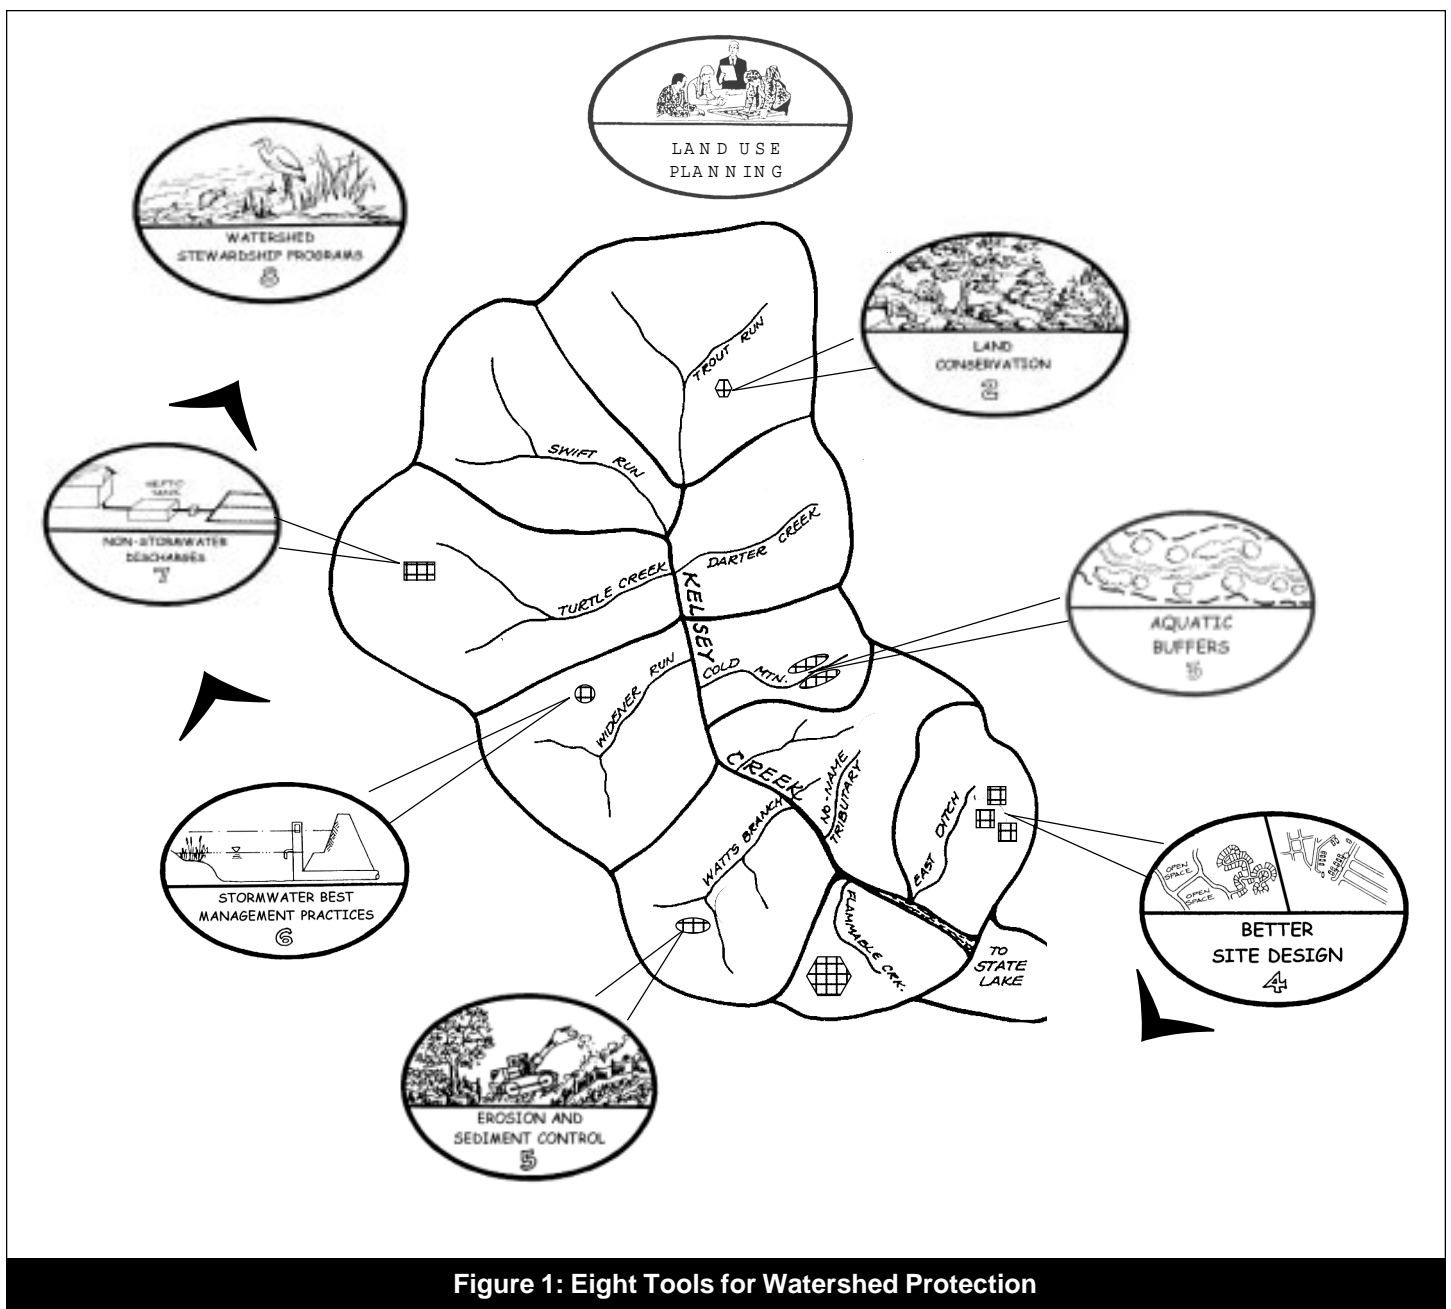 LAND USE
PLANNING
WATERSHED
STEWARDSHIP PROGRAMS
8
LAND
CONSERVATION
2
TROUT RUN
SWIFT RUN
SEPTIC
TANK
NON-STORMWATER
DISCHARGES
7
DARTER CREEK
TURTLE CREEK
KELSEY
CREEK
AQUATIC
BUFFERS
COLD MTN.
WIDENER RUN
NO-NAME
TRIBUTARY
WATTS BRANCH
EAST DITCH
FLAMMABLE CRK.
TO
STATE
LAKE
STORMWATER BEST
MANAGEMENT PRACTICES
6
OPEN
SPACE
OPEN
SPACE
BETTER
SITE DESIGN
4
EROSION AND
SEDIMENT CONTROL
5
Figure 1: Eight Tools for Watershed Protection